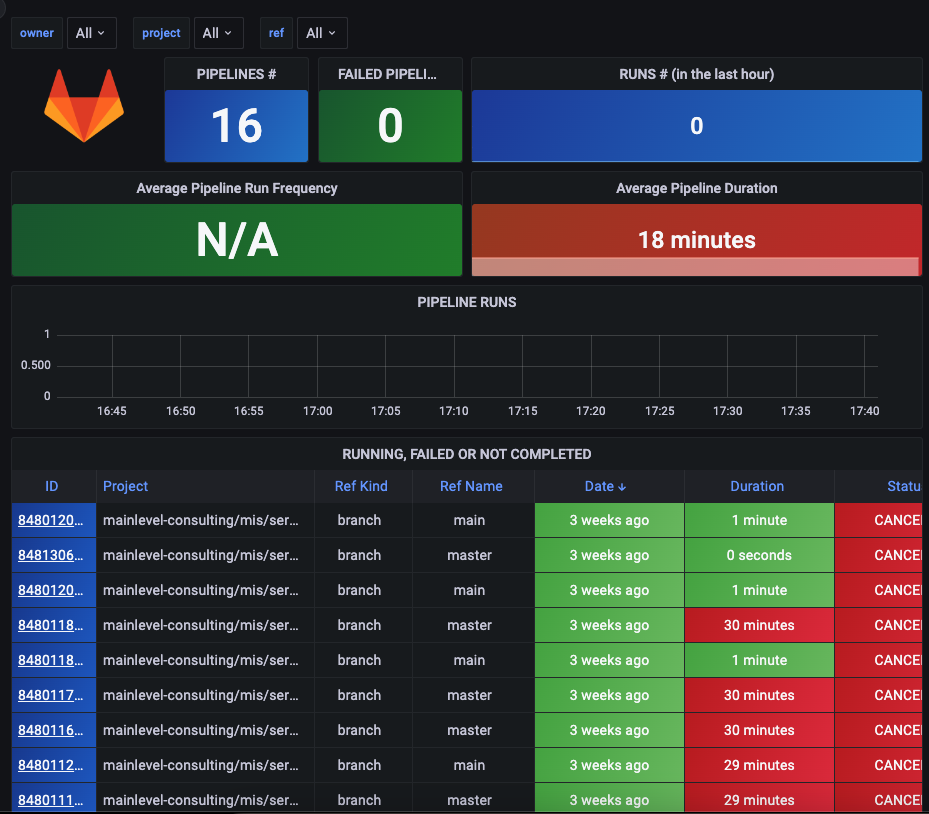 owner All project All ref All
PIPELINES # FAILED PIPELI... RUNS # (in the last hour)
16 0 0
Average Pipeline Run Frequency Average Pipeline Duration
N/A 18 minutes
PIPELINE RUNS
1
0.500
0
16:45 16:50 16:55 17:00 17:05 17:10 17:15 17:20 17:25 17:30 17:35 17:40
RUNNING, FAILED OR NOT COMPLETED
ID Project Ref Kind Ref Name Date ↓ Duration Statu
8480120... mainlevel-consulting/mis/ser... branch main 3 weeks ago 1 minute CANCE
8481306... mainlevel-consulting/mis/ser... branch master 3 weeks ago 0 seconds CANCE
8480120... mainlevel-consulting/mis/ser... branch main 3 weeks ago 1 minute CANCE
8480118... mainlevel-consulting/mis/ser... branch master 3 weeks ago 30 minutes CANCE
8480118... mainlevel-consulting/mis/ser... branch main 3 weeks ago 1 minute CANCE
8480117... mainlevel-consulting/mis/ser... branch master 3 weeks ago 30 minutes CANCE
8480116... mainlevel-consulting/mis/ser... branch master 3 weeks ago 30 minutes CANCE
8480112... mainlevel-consulting/mis/ser... branch main 3 weeks ago 29 minutes CANCE
8480111... mainlevel-consulting/mis/ser... branch master 3 weeks ago 29 minutes CANCE